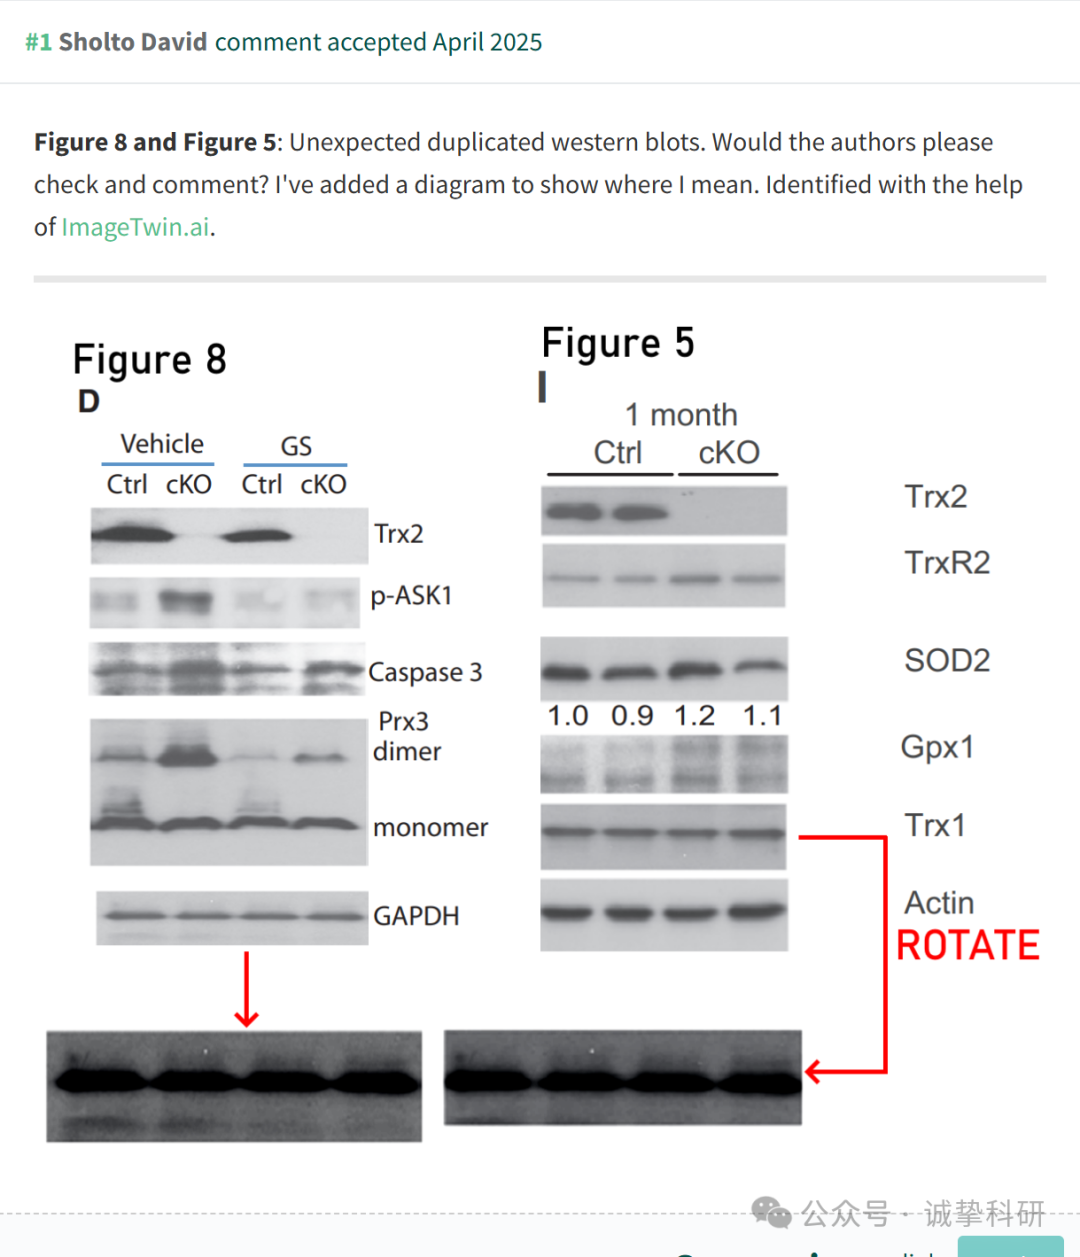 #1 Sholto David comment accepted April 2025
Figure 8 and Figure 5: Unexpected duplicated western blots. Would the authors please
check and comment? I've added a diagram to show where I mean. Identified with the help
of ImageTwin.ai.
Figure 8
D
Vehicle GS
Ctrl cKO Ctrl cKO
Trx2
p-ASK1
Caspase 3
Prx3
dimer
monomer
GAPDH
Figure 5
I
1 month
Ctrl cKO
Trx2
TrxR2
SOD2
1.0 0.9 1.2 1.1
Gpx1
Trx1
Actin
ROTATE
公众号 · 诚挚科研